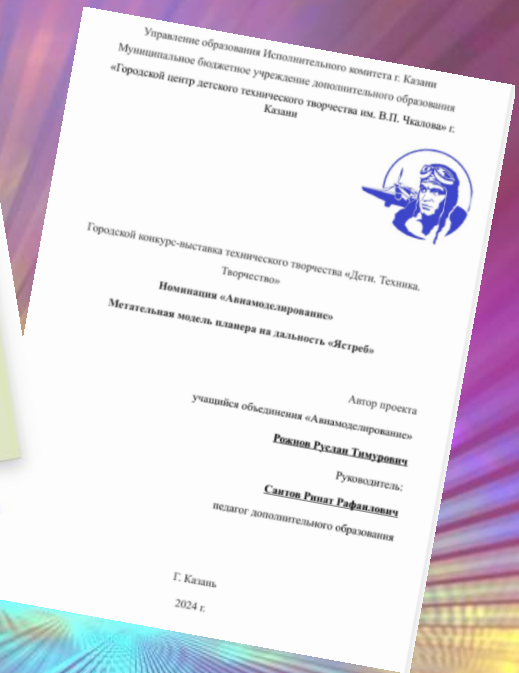 Управление образования Исполнительного комитета г. Казани
Муниципальное бюджетное учреждение дополнительного образования
«Городской центр детского технического творчества им. В.П. Чкалова» г.
Казани
Городской конкурс-выставка технического творчества «Дети. Техника.
Творчество»
Номинация «Авиамоделирование»
Метательная модель планера на дальность «Ястреб»
Автор проекта
учащийся объединения «Авиамоделирование»
Рожнов Руслан Тимурович
Руководитель:
Саитов Ринат Рафаилович
педагог дополнительного образования
Г. Казань
2024 г.